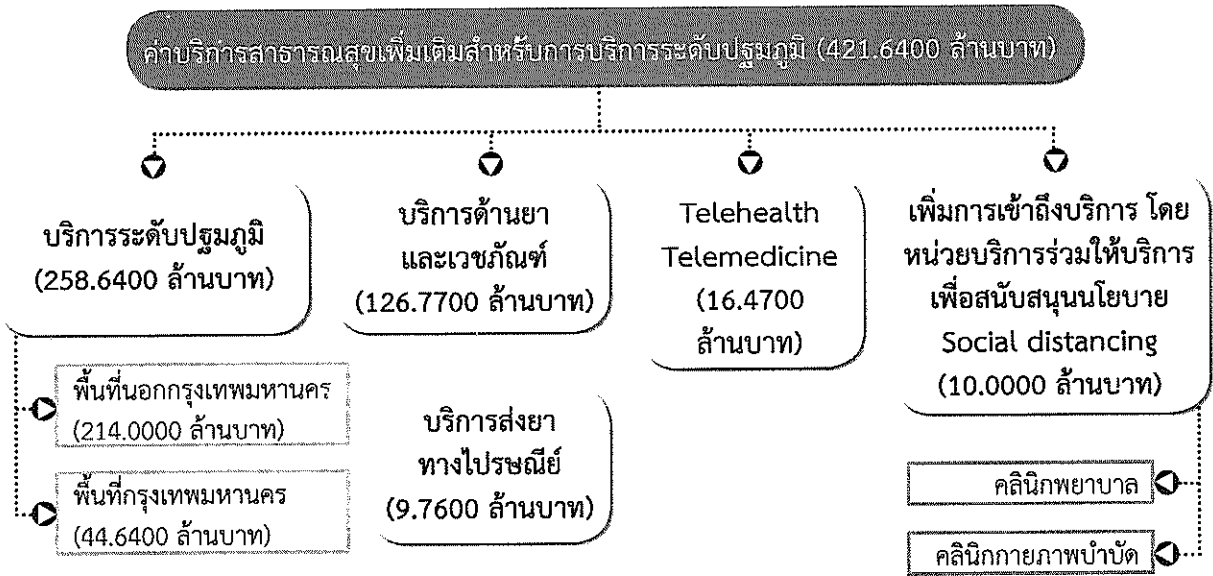 ค่าบริการสาธารณสุขเพิ่มเติมสำหรับการบริการระดับปฐมภูมิ (421.6400 ล้านบาท)
บริการระดับปฐมภูมิ
(258.6400 ล้านบาท)
พื้นที่นอกกรุงเทพมหานคร
(214.0000 ล้านบาท)
พื้นที่กรุงเทพมหานคร
(44.6400 ล้านบาท)
บริการด้านยา
และเวชภัณฑ์
(126.7700 ล้านบาท)
บริการส่งยา
ทางไปรษณีย์
(9.7600 ล้านบาท)
Telehealth
Telemedicine
(16.4700
ล้านบาท)
เพิ่มการเข้าถึงบริการ โดย
หน่วยบริการร่วมให้บริการ
เพื่อสนับสนุนนโยบาย
Social distancing
(10.0000 ล้านบาท)
คลินิกพยาบาล
คลินิกกายภาพบำบัด